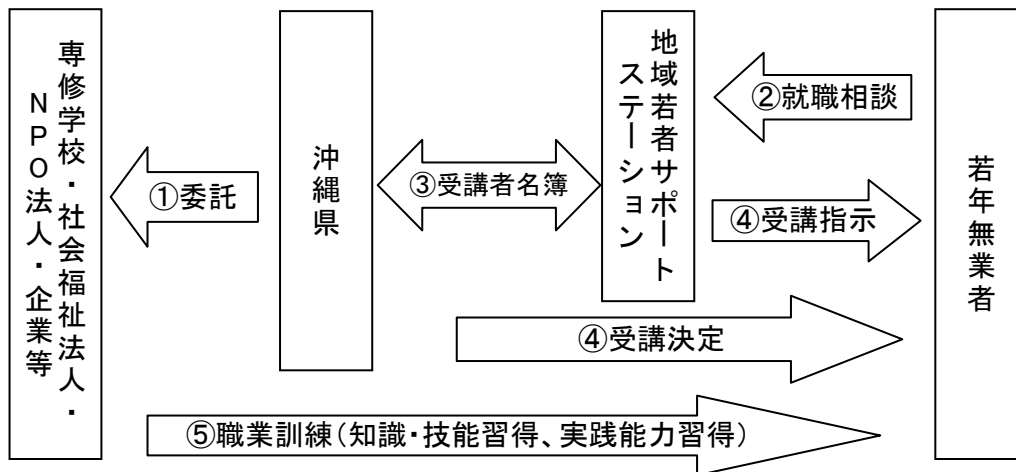 専修学校・社会福祉法人・
NPO法人・企業等
①委託
沖縄県
③受講者名簿
地域若者サポート
ステーション
②就職相談
④受講指示
④受講決定
⑤職業訓練（知識・技能習得、実践能力習得）
若年無業者